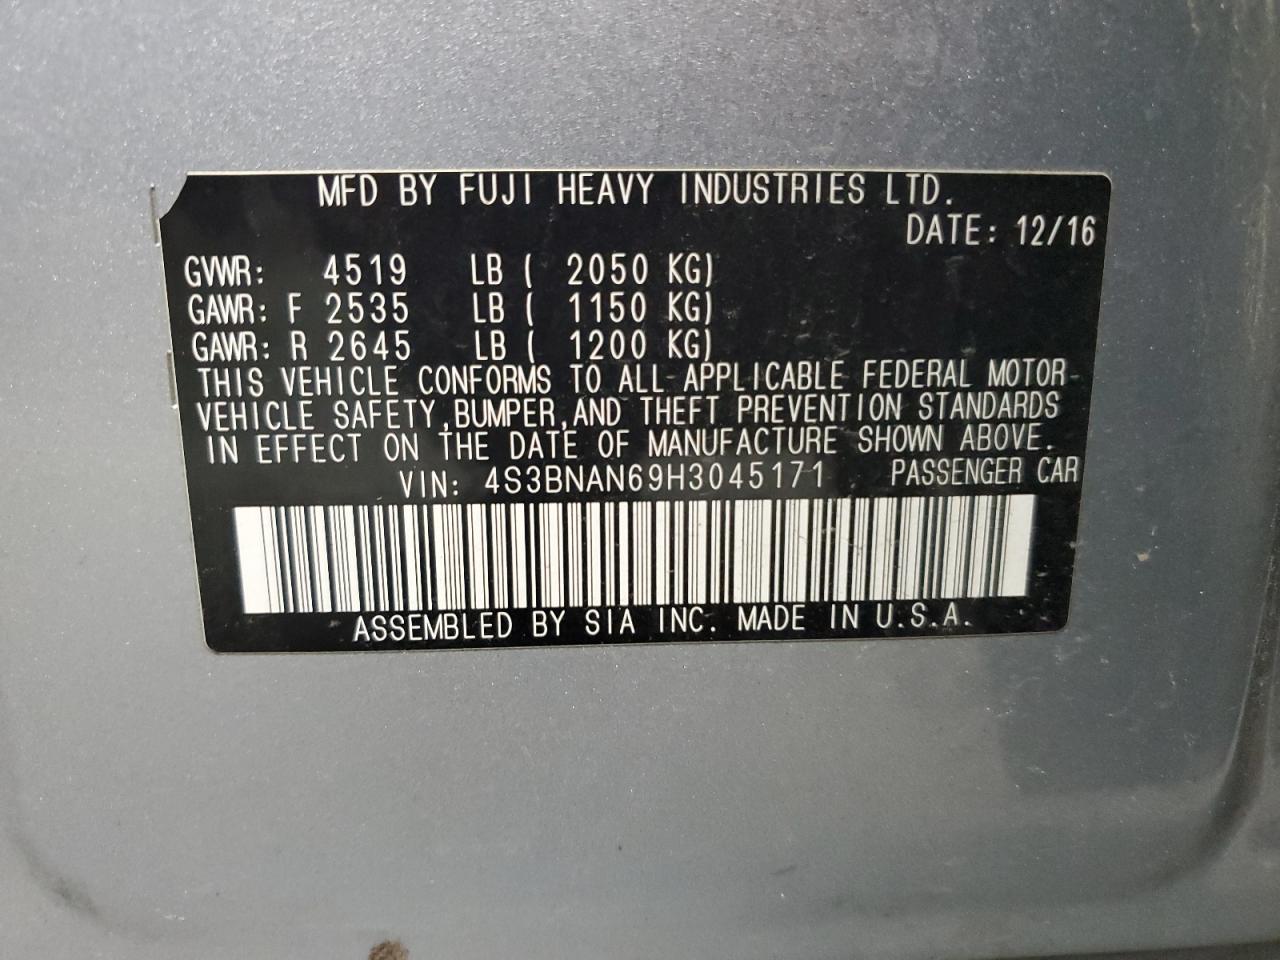 MFD BY FUJI HEAVY INDUSTRIES LTD.
DATE: 12/16
GVWR: 4519 LB ( 2050 KG)
GAWR: F 2535 LB ( 1150 KG)
GAWR: R 2645 LB ( 1200 KG)
THIS VEHICLE CONFORMS TO ALL APPLICABLE FEDERAL MOTOR
VEHICLE SAFETY,BUMPER,AND THEFT PREVENTION STANDARDS
IN EFFECT ON THE DATE OF MANUFACTURE SHOWN ABOVE.
VIN: 4S3BNAN69H3045171 PASSENGER CAR
ASSEMBLED BY SIA INC. MADE IN U.S.A.